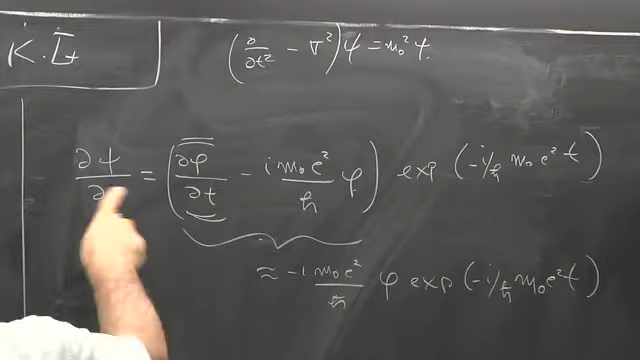 K.G
(∂/∂t² − ∇²)ψ = m₀²ψ.
∂ψ/∂ = (∂φ/∂t − i m₀c²/ħ φ) exp (−i/ħ m₀c² t)
≈ −i m₀c²/ħ φ exp (−i/ħ m₀c² t)